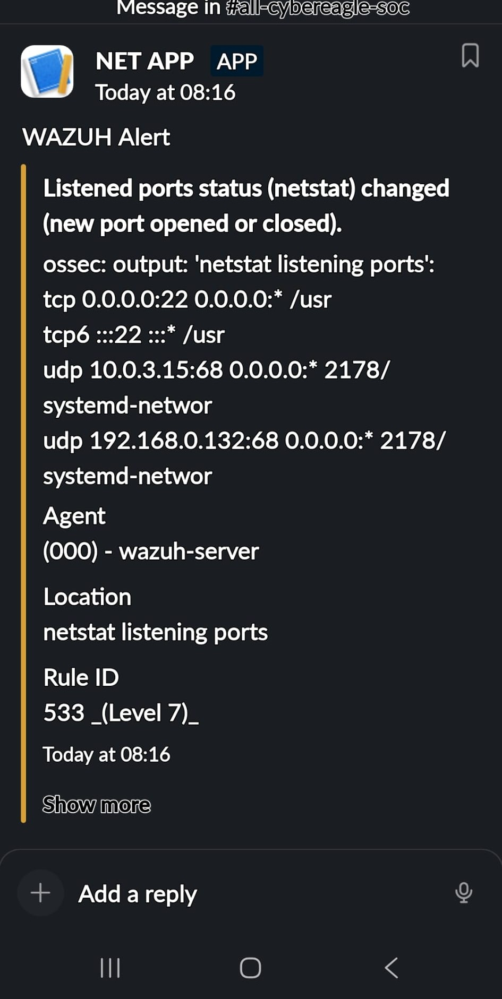 Message in #all-cybereagle-soc
NET APP APP
Today at 08:16
WAZUH Alert
Listened ports status (netstat) changed
(new port opened or closed).
ossec: output: 'netstat listening ports':
tcp 0.0.0.0:22 0.0.0.0:* /usr
tcp6 :::22 :::* /usr
udp 10.0.3.15:68 0.0.0.0:* 2178/
systemd-networ
udp 192.168.0.132:68 0.0.0.0:* 2178/
systemd-networ
Agent
(000) - wazuh-server
Location
netstat listening ports
Rule ID
533 _(Level 7)_
Today at 08:16
Show more
Add a reply